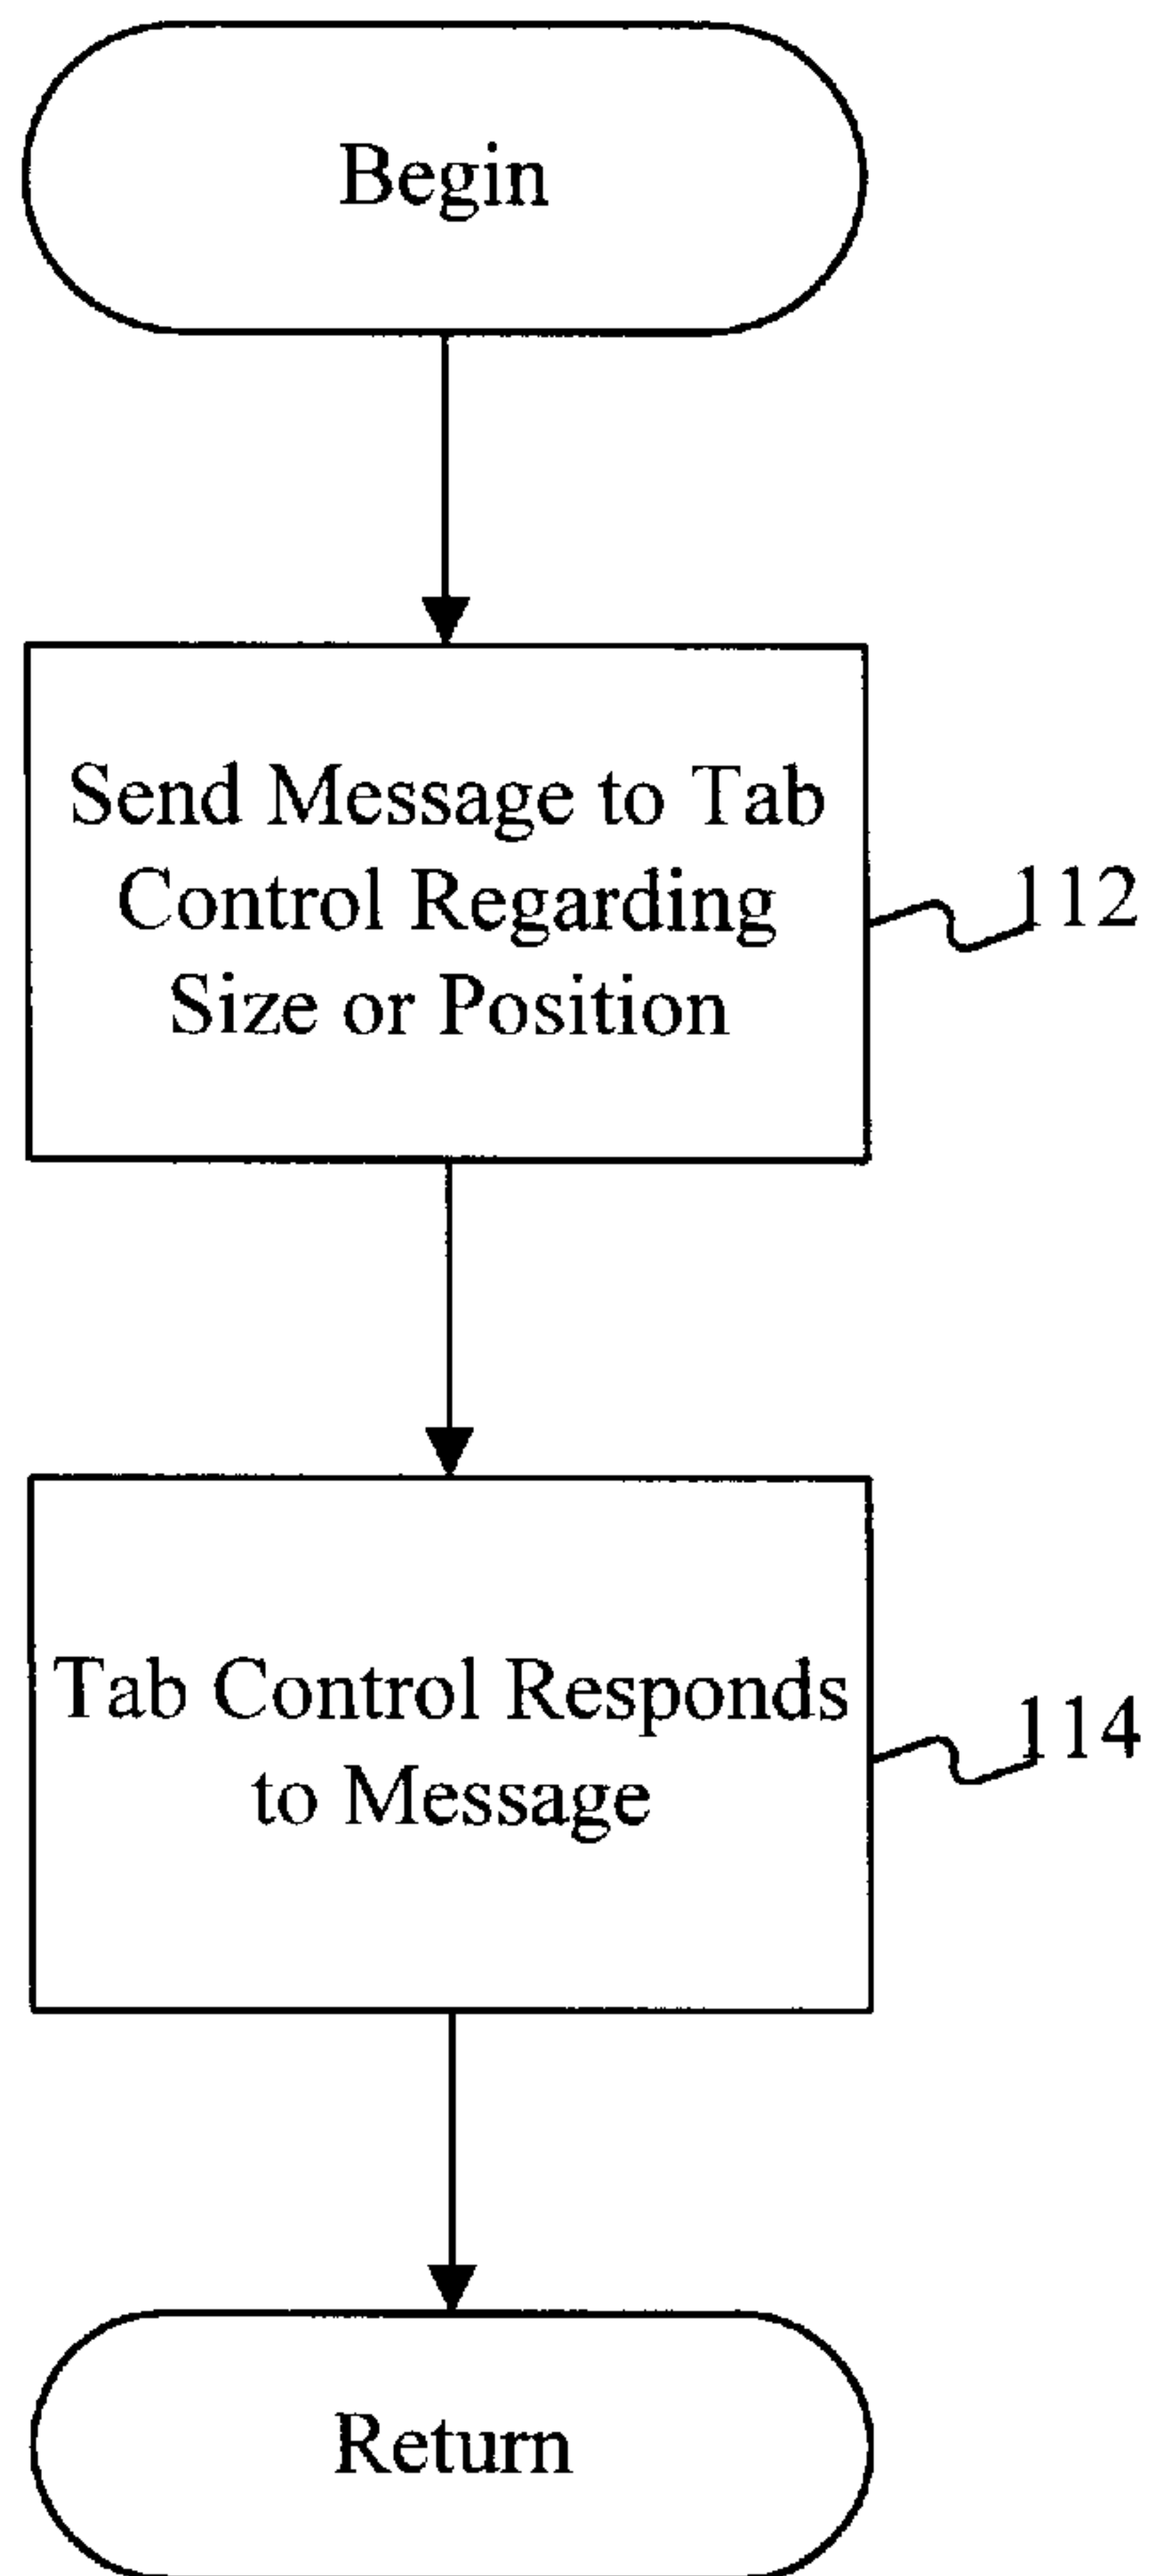 Begin
Send Message to Tab
Control Regarding
Size or Position
112
Tab Control Responds
to Message
114
Return